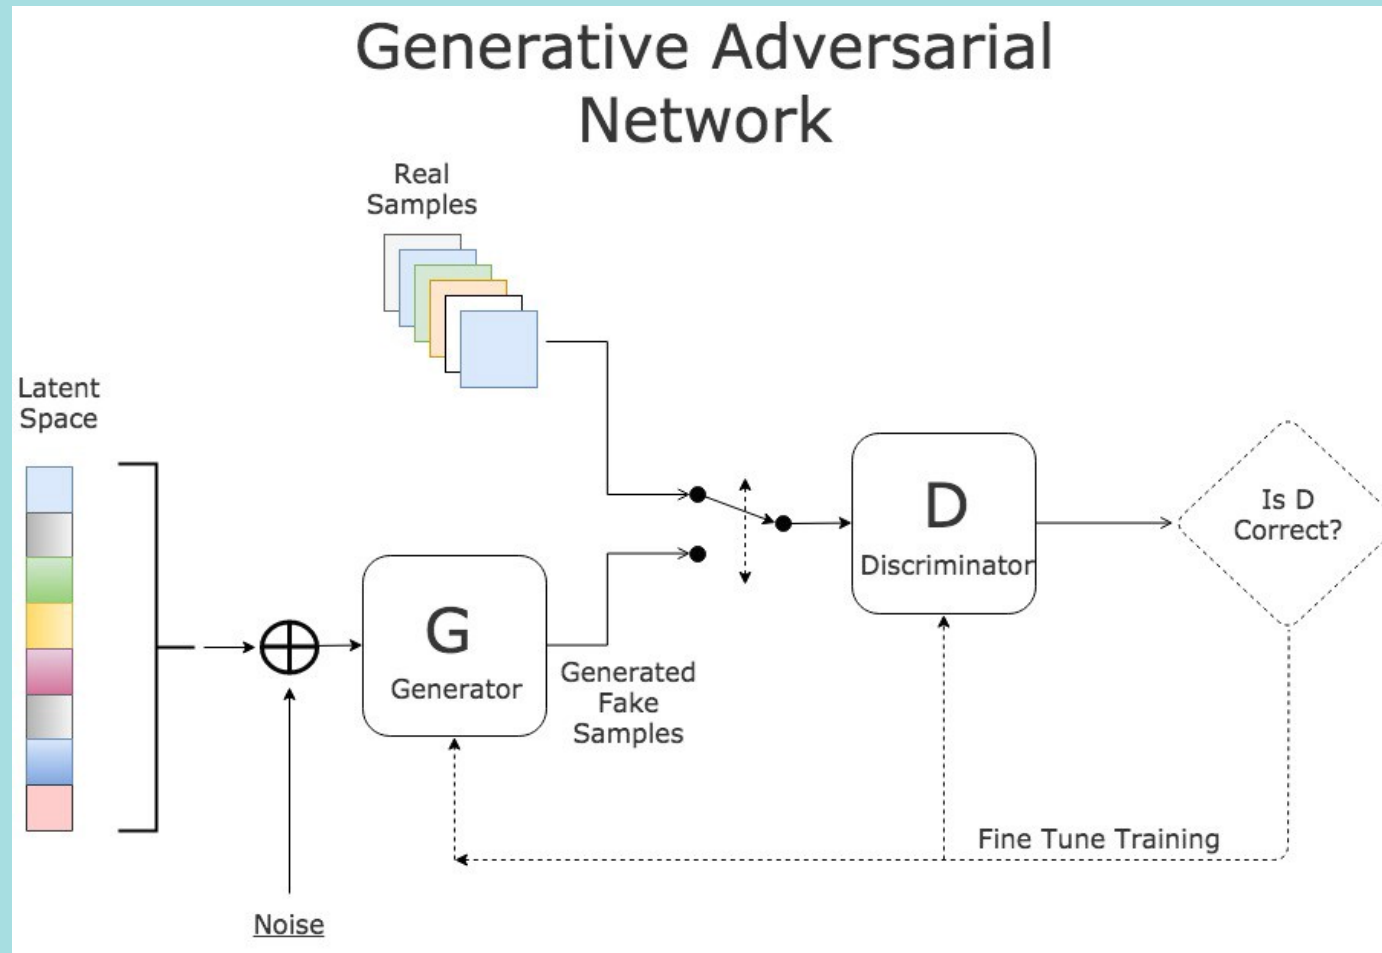 Generative Adversarial
Network
Real
Samples
Latent
Space
G
Generator
Generated
Fake
Samples
D
Discriminator
Is D
Correct?
Fine Tune Training
Noise